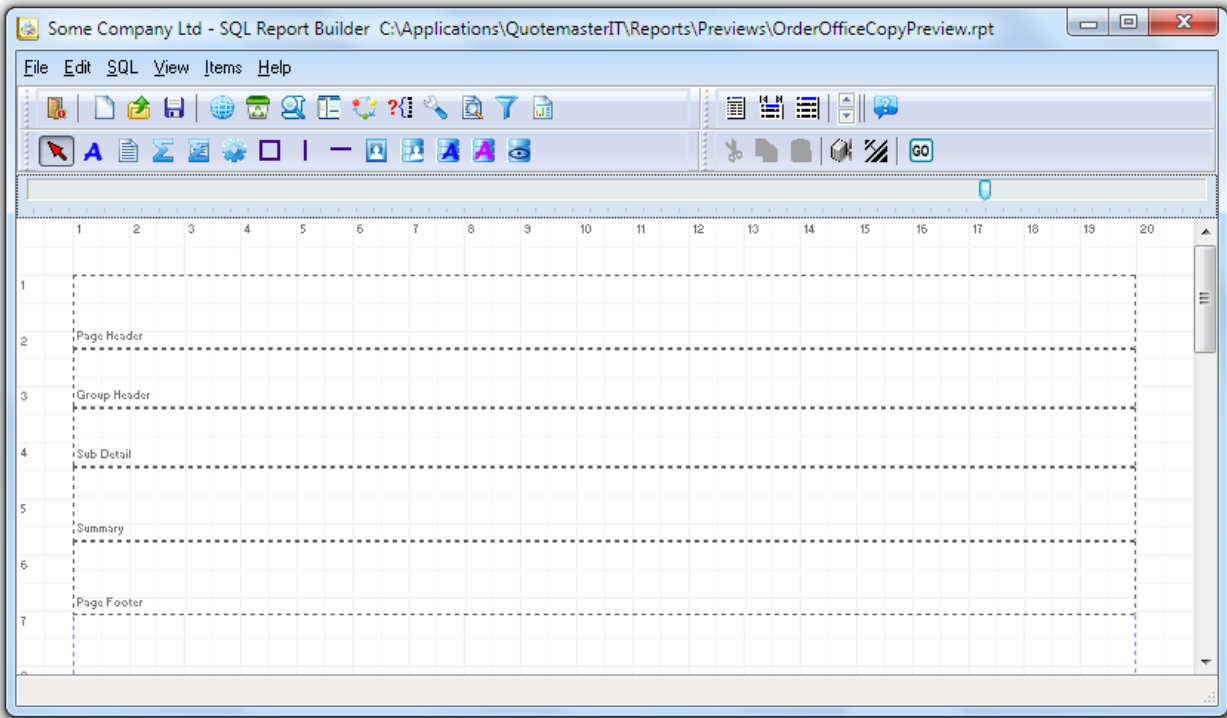 Some Company Ltd - SQL Report Builder  C:\Applications\QuotemasterIT\Reports\Previews\OrderOfficeCopyPreview.rpt
File Edit SQL View Items Help
?{}
A Σ A A GO
1 2 3 4 5 6 7 8 9 10 11 12 13 14 15 16 17 18 19 20
1
Page Header
2
Group Header
3
Sub Detail
4
5
Summary
6
Page Footer
7